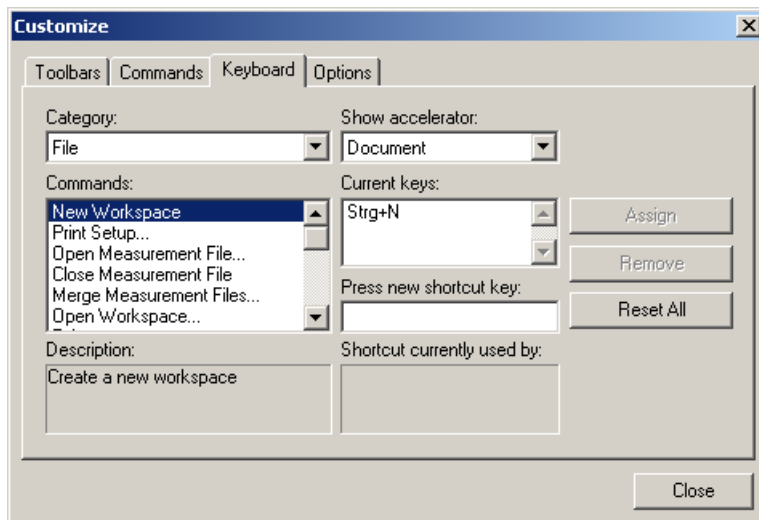 Customize
Toolbars Commands Keyboard Options
Category: Show accelerator:
File Document
Commands: Current keys:
New Workspace Strg+N Assign
Print Setup...
Open Measurement File... Remove
Close Measurement File
Merge Measurement Files... Press new shortcut key:
Open Workspace... Reset All
Description: Shortcut currently used by:
Create a new workspace
Close